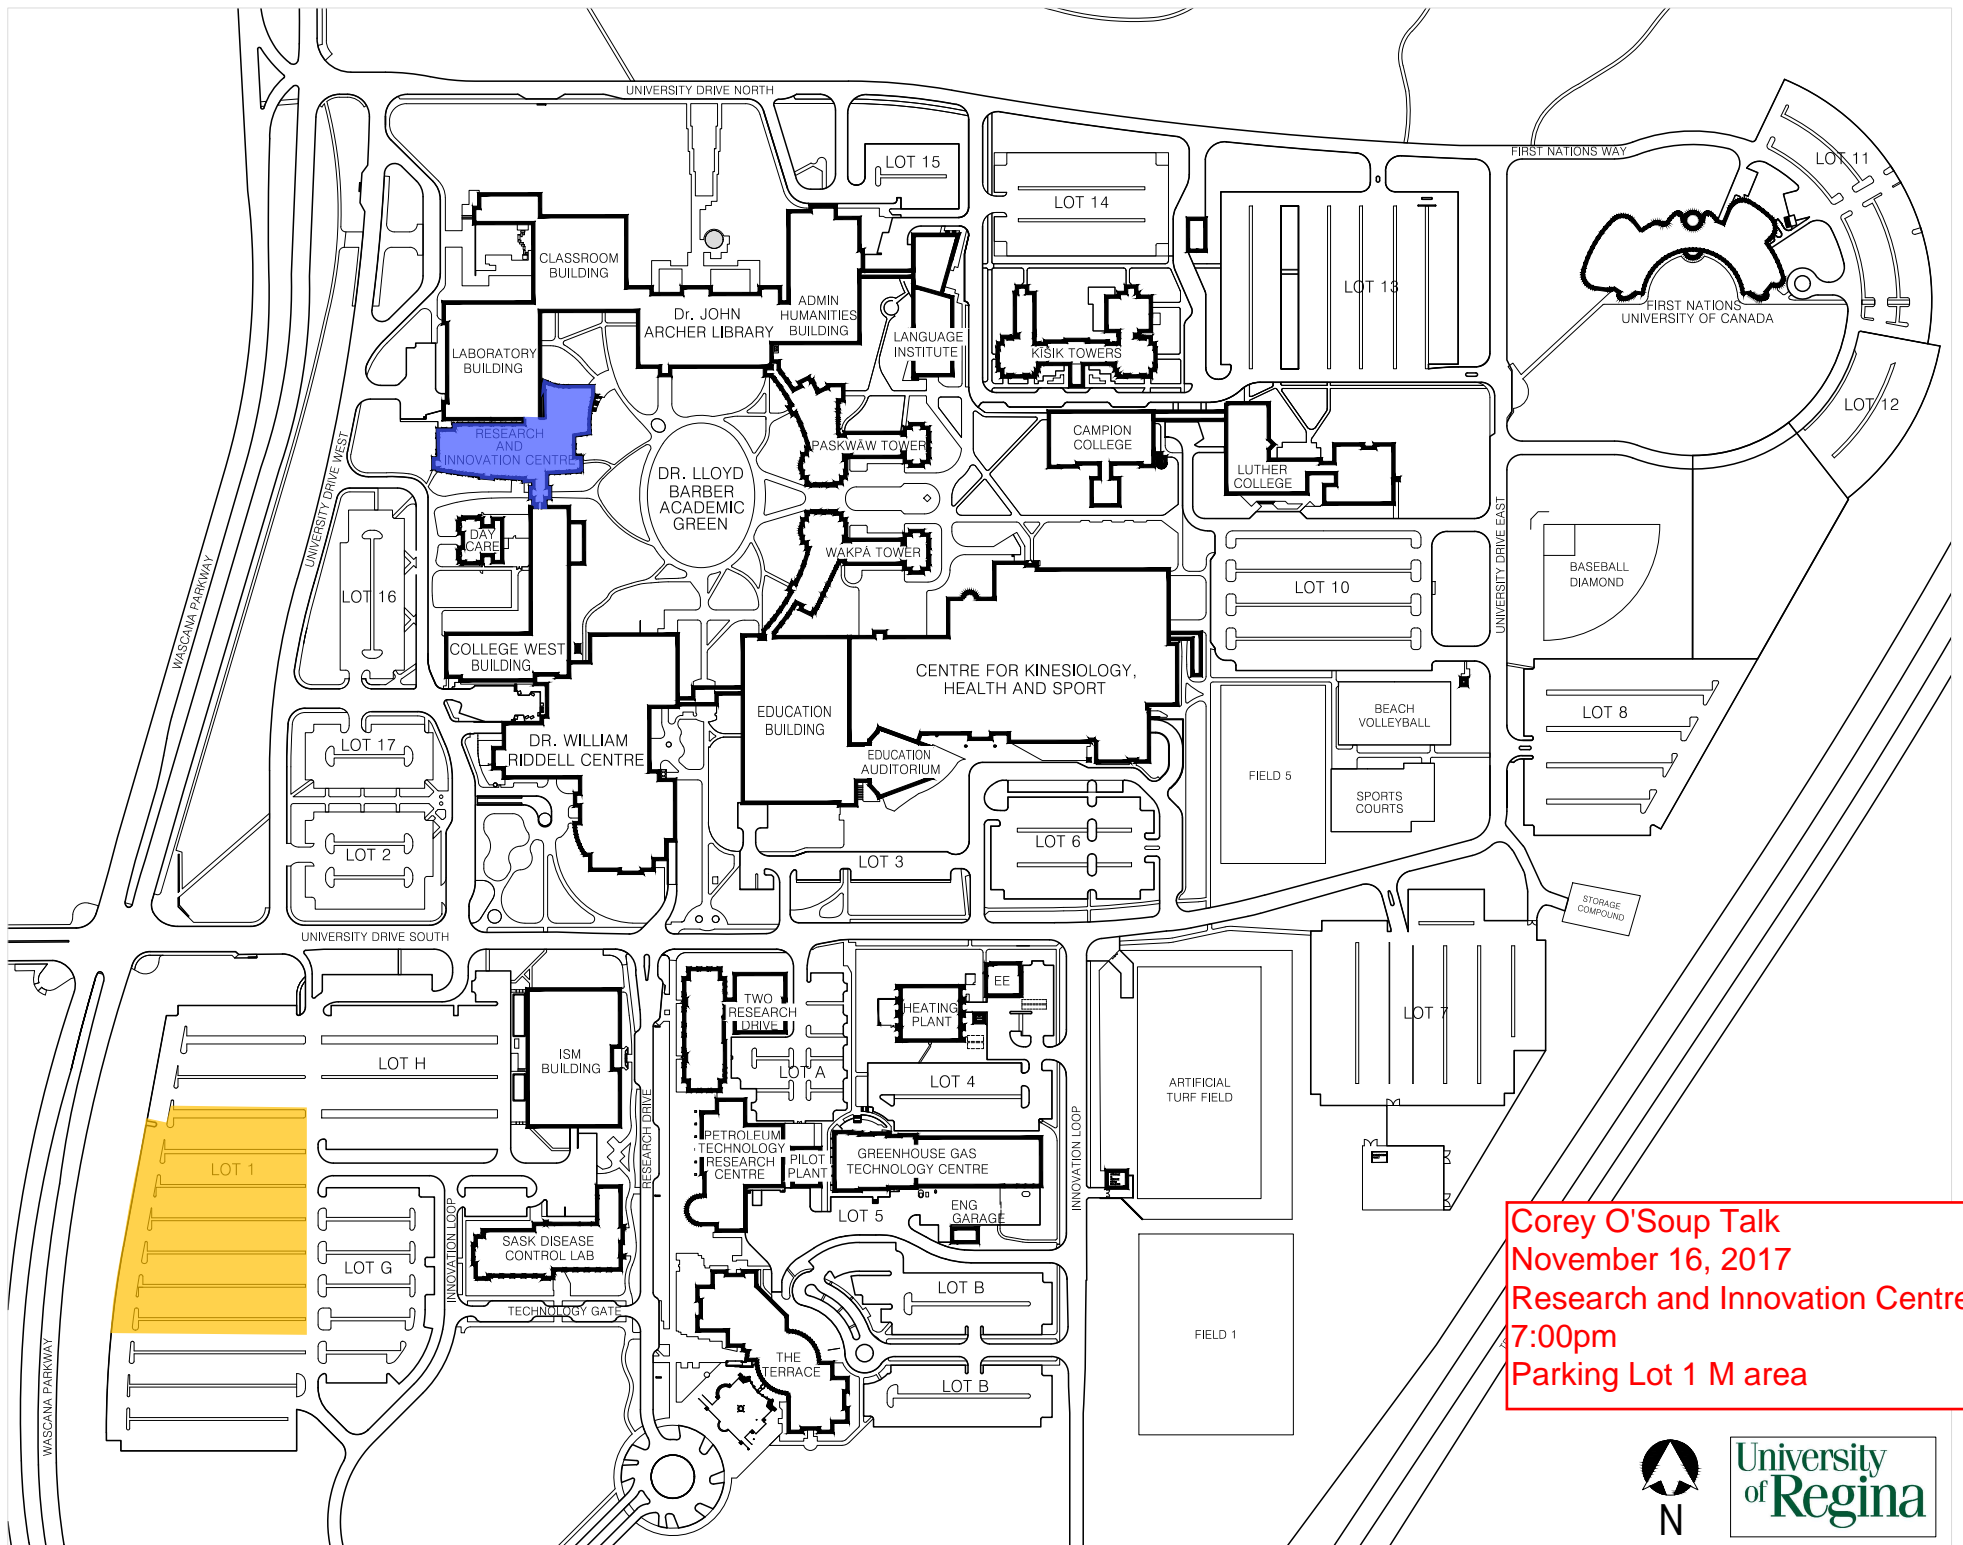 UNIVERSITY DRIVE NORTH
FIRST NATIONS WAY
LOT 11
LOT 15
LOT 14
CLASSROOM
BUILDING
LOT 13
ADMIN
HUMANITIES
BUILDING
Dr. JOHN
ARCHER LIBRARY
FIRST NATIONS
UNIVERSITY OF CANADA
LANGUAGE
INSTITUTE
KĪSIK TOWERS
LABORATORY
BUILDING
LOT 12
RESEARCH
AND
INNOVATION CENTRE
PASKWĀW TOWER
CAMPION
COLLEGE
LUTHER
COLLEGE
DR. LLOYD
BARBER
ACADEMIC
GREEN
UNIVERSITY DRIVE WEST
UNIVERSITY DRIVE EAST
DAY
CARE
WAKPĀ TOWER
BASEBALL
DIAMOND
LOT 16
LOT 10
WASCANA PARKWAY
COLLEGE WEST
BUILDING
CENTRE FOR KINESIOLOGY,
HEALTH AND SPORT
EDUCATION
BUILDING
BEACH
VOLLEYBALL
LOT 8
LOT 17
DR. WILLIAM
RIDDELL CENTRE
EDUCATION
AUDITORIUM
FIELD 5
SPORTS
COURTS
LOT 2
LOT 3
LOT 6
STORAGE
COMPOUND
UNIVERSITY DRIVE SOUTH
TWO
RESEARCH
DRIVE
EE
HEATING
PLANT
LOT 7
LOT H
ISM
BUILDING
LOT A
LOT 4
ARTIFICIAL
TURF FIELD
RESEARCH DRIVE
INNOVATION LOOP
PETROLEUM
TECHNOLOGY
RESEARCH
CENTRE
PILOT
PLANT
GREENHOUSE GAS
TECHNOLOGY CENTRE
LOT 1
LOT 5
ENG
GARAGE
INNOVATION LOOP
SASK DISEASE
CONTROL LAB
LOT G
LOT B
TECHNOLOGY GATE
FIELD 1
THE
TERRACE
LOT B
WASCANA PARKWAY
Corey O'Soup Talk
November 16, 2017
Research and Innovation Centre
7:00pm
Parking Lot 1 M area
N
University
of Regina